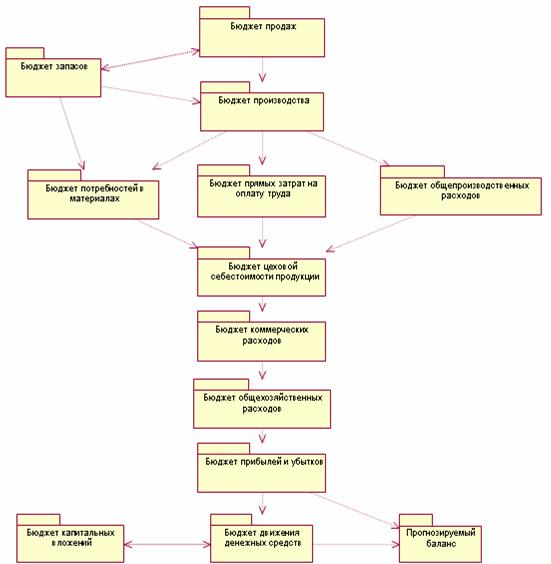 Бюджет продаж
Бюджет запасов
Бюджет производства
Бюджет потребностей в
материалах
Бюджет прямых затрат на
оплату труда
Бюджет общепроизводственных
расходов
Бюджет цеховой
себестоимости продукции
Бюджет коммерческих
расходов
Бюджет общехозяйственных
расходов
Бюджет прибылей и убытков
Бюджет капитальных
вложений
Бюджет движения
денежных средств
Прогнозируемый
баланс